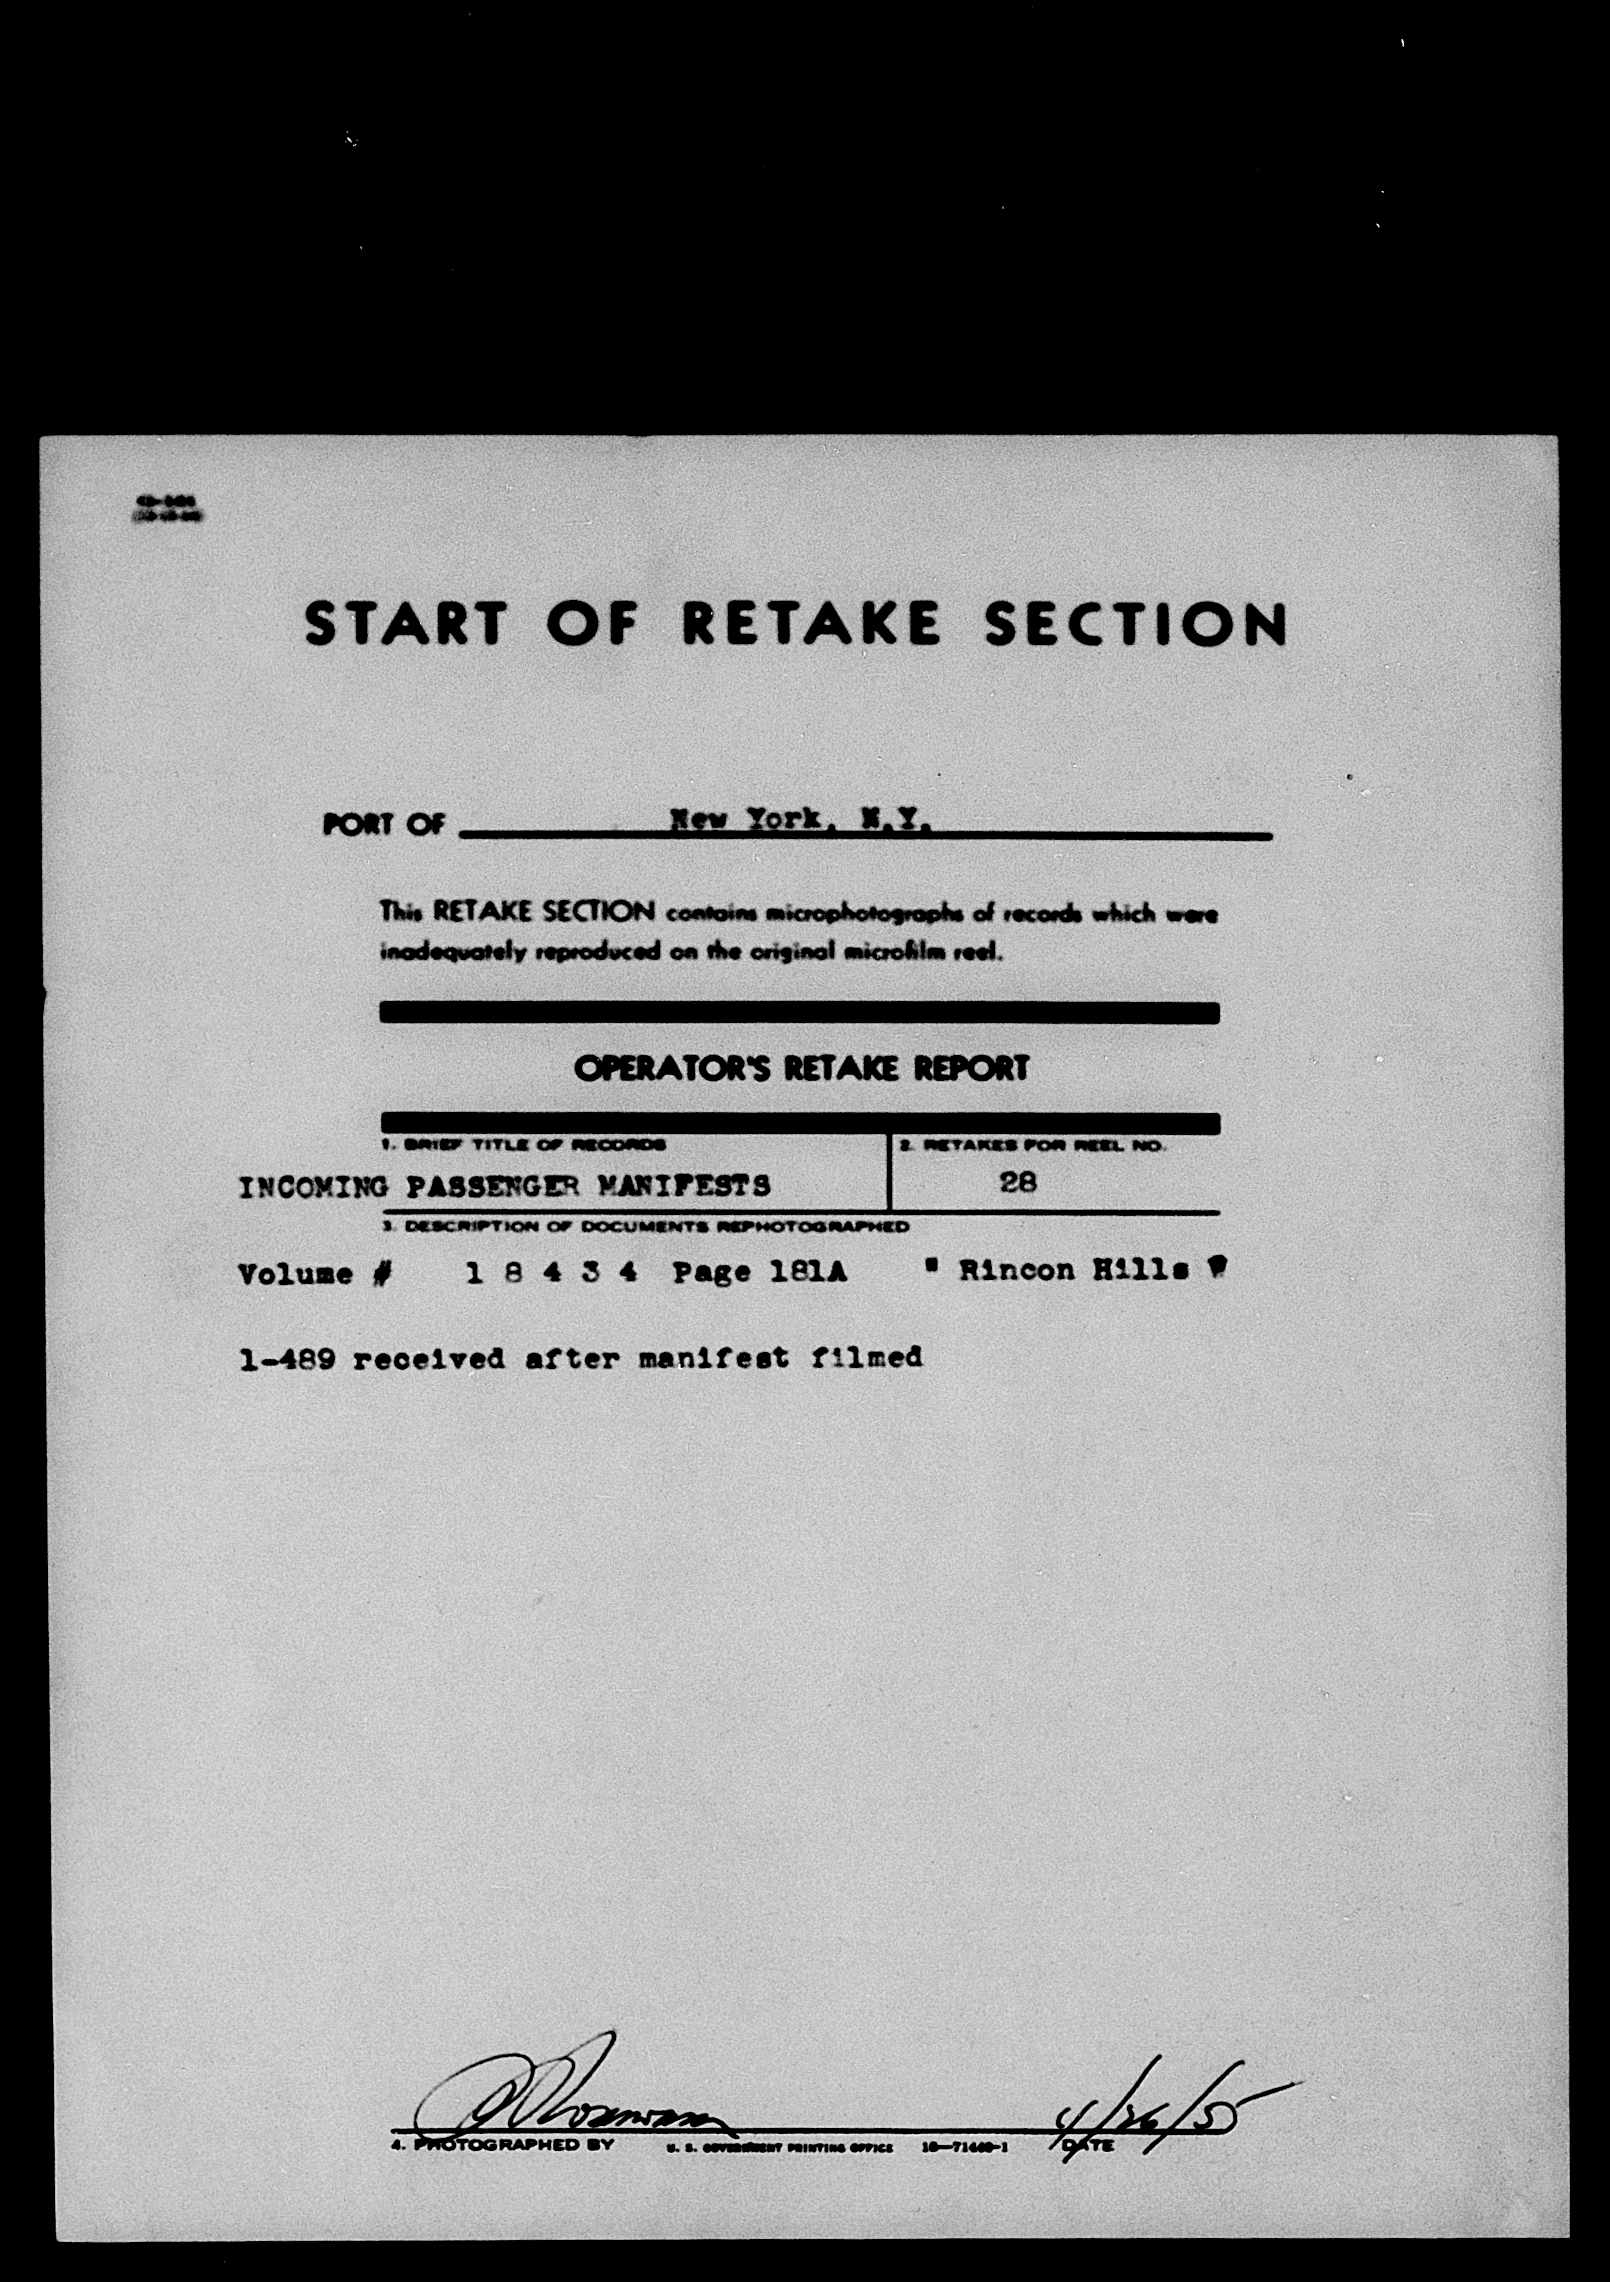 START OF RETAKE SECTION
PORT OF New York, N.Y.
This RETAKE SECTION contains microphotographs of records which were
inadequately reproduced on the original microfilm reel.
OPERATOR'S RETAKE REPORT
1. BRIEF TITLE OF RECORDS
2. RETAKES FOR REEL NO.
INCOMING PASSENGER MANIFESTS
28
3. DESCRIPTION OF DOCUMENTS REPHOTOGRAPHED
Volume # 1 8 4 3 4 Page 181A " Rincon Hills "
1-489 received after manifest filmed
4/26/55
4. PHOTOGRAPHED BY U. S. GOVERNMENT PRINTING OFFICE DATE